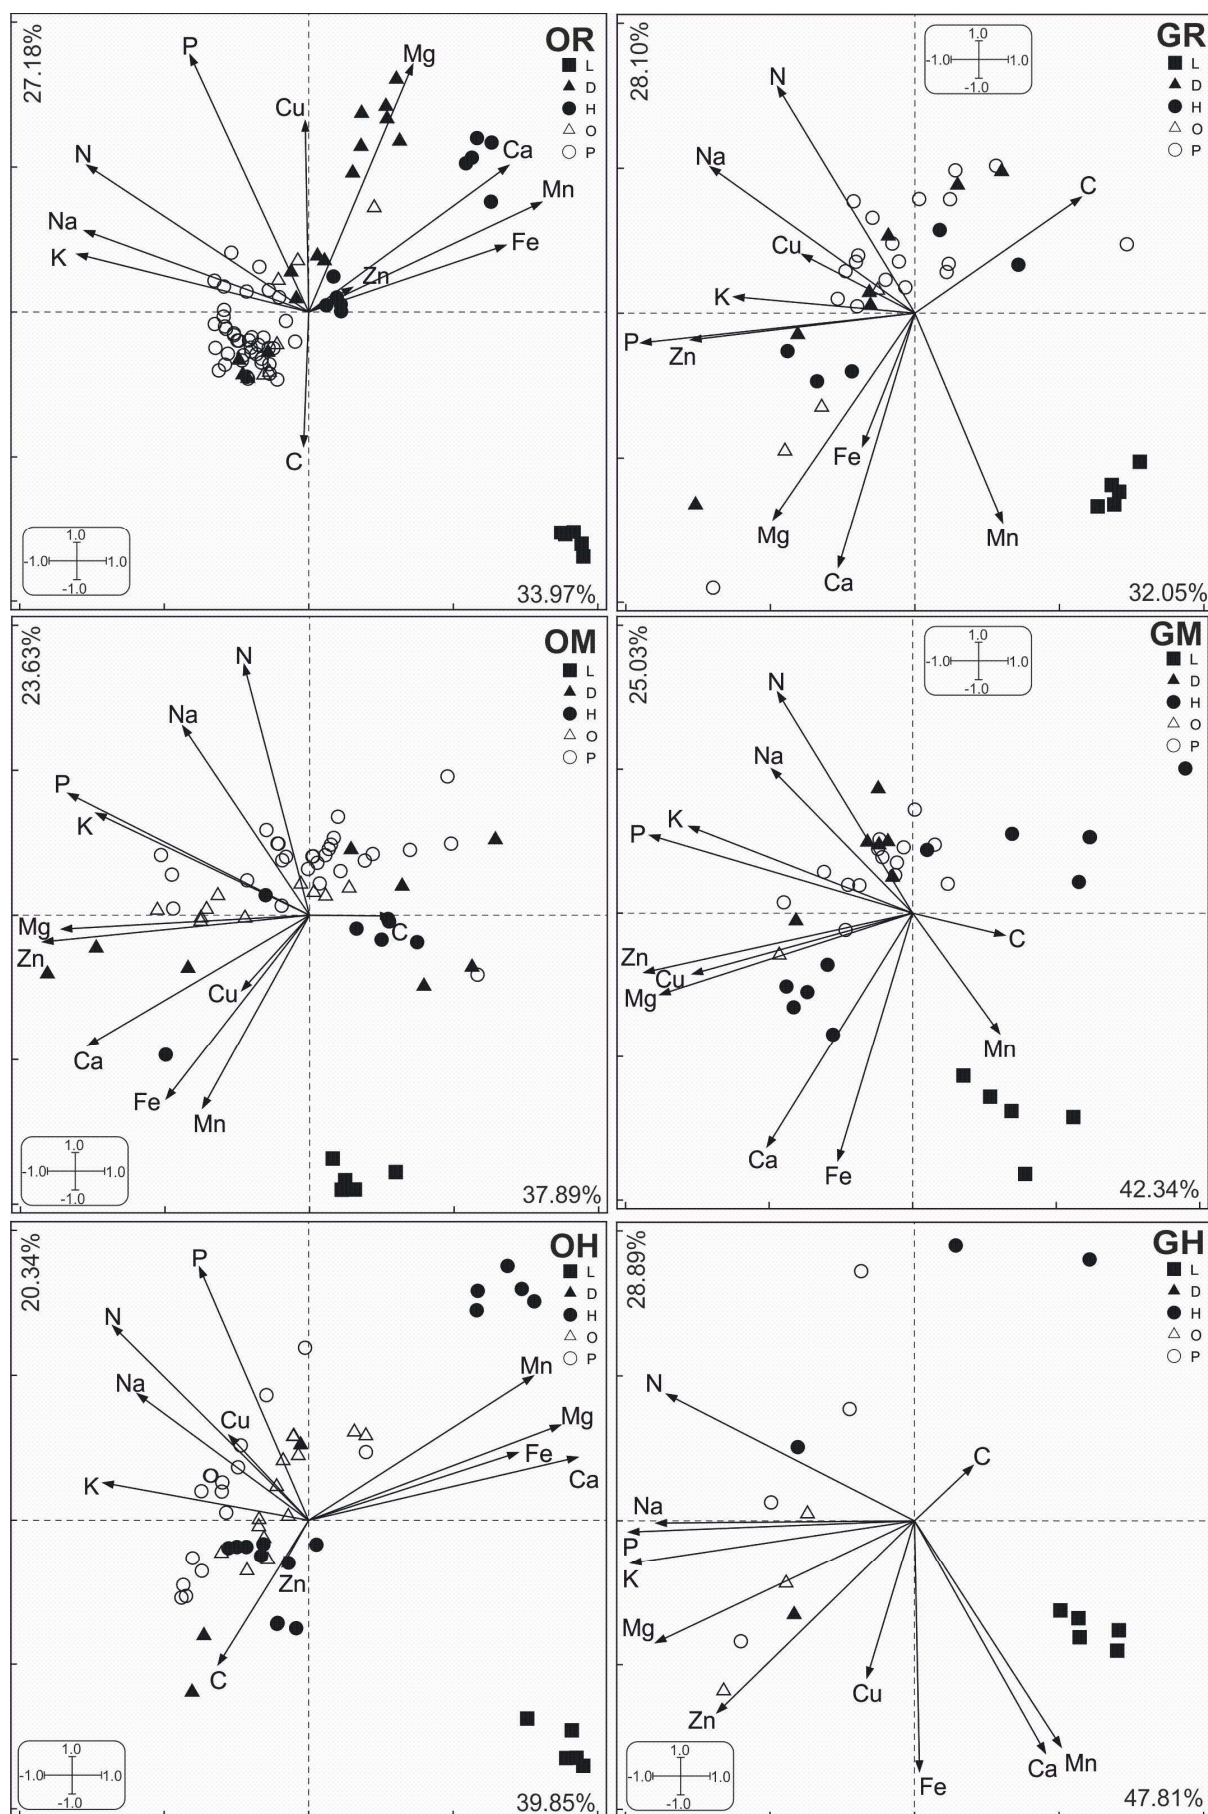 27.18%
OR
L
D
H
O
P
P
Mg
Cu
Ca
N
Mn
Na
Fe
K
Zn
C
1.0
-1.0
1.0
-1.0
33.97%
28.10%
1.0
-1.0
1.0
-1.0
GR
L
D
H
O
P
N
Na
C
Cu
K
P
Zn
Fe
Mg
Mn
Ca
32.05%
23.63%
OM
L
D
H
O
P
N
Na
P
K
Mg
C
Zn
Cu
Ca
Fe
Mn
1.0
-1.0
1.0
-1.0
37.89%
25.03%
1.0
-1.0
1.0
-1.0
GM
L
D
H
O
P
N
Na
K
P
C
Zn
Cu
Mg
Mn
Ca
Fe
42.34%
20.34%
OH
L
D
H
O
P
P
N
Mn
Na
Mg
Cu
Fe
Ca
K
Zn
C
1.0
-1.0
1.0
-1.0
39.85%
28.89%
GH
L
D
H
O
P
N
C
Na
P
K
Mg
Cu
Zn
Ca
Mn
Fe
1.0
-1.0
1.0
-1.0
47.81%